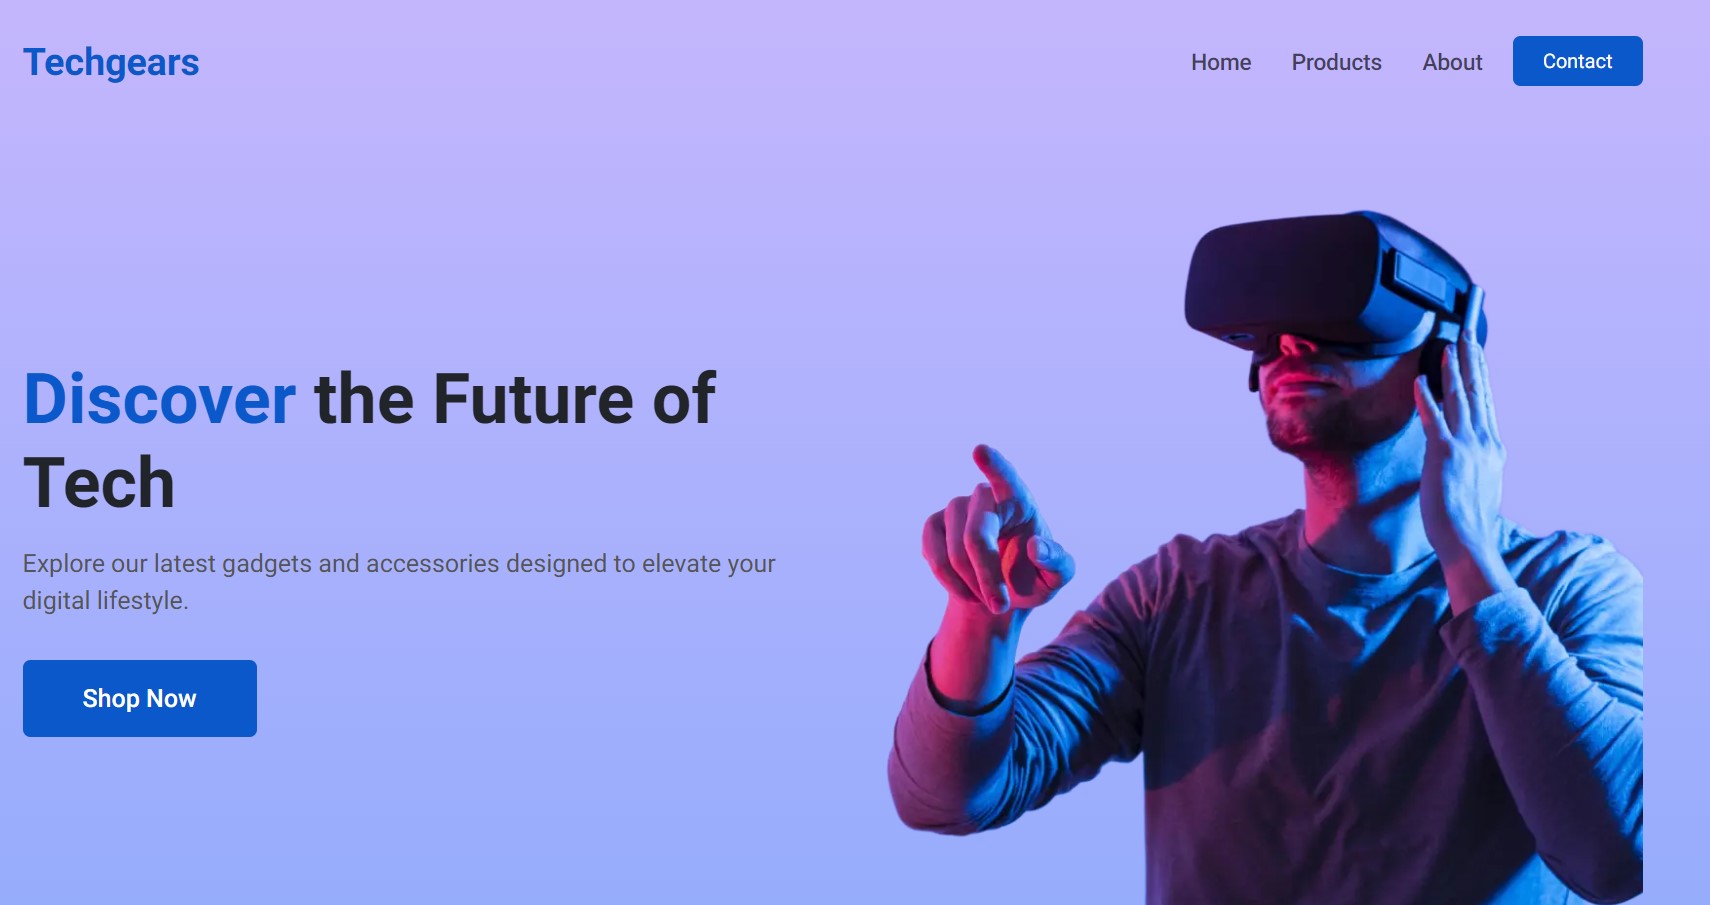 Techgears
Home Products About Contact
Discover the Future of
Tech
Explore our latest gadgets and accessories designed to elevate your
digital lifestyle.
Shop Now